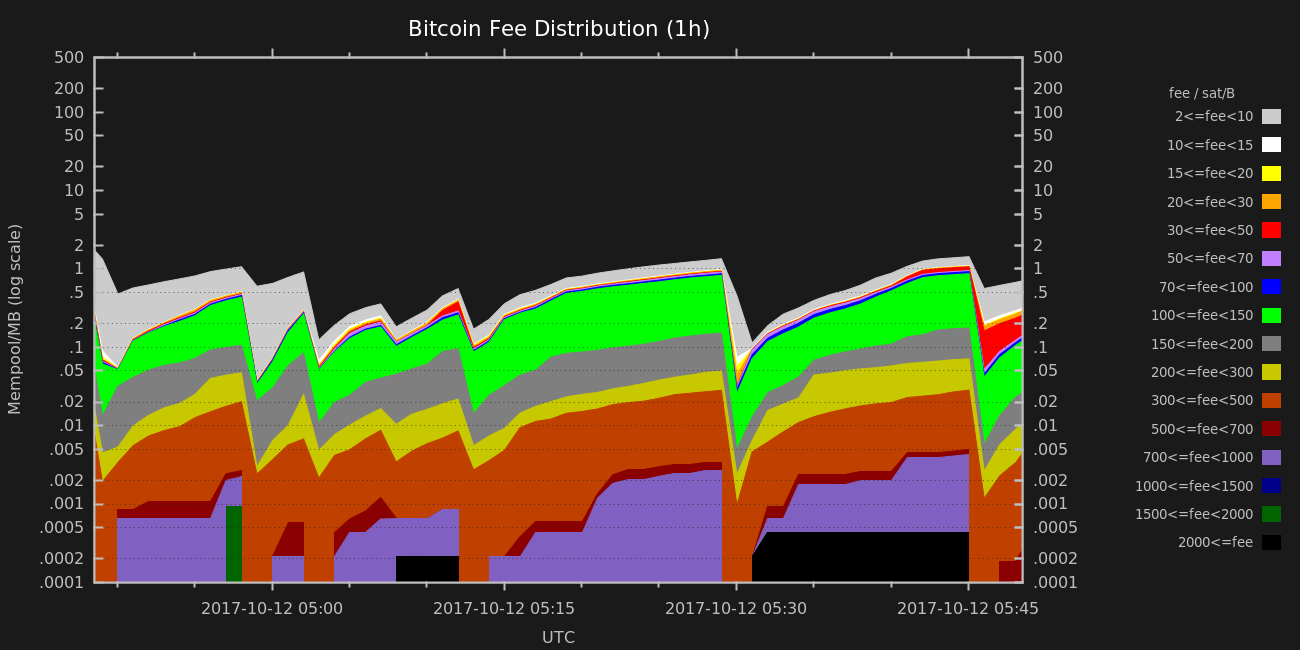 Bitcoin Fee Distribution (1h)
Mempool/MB (log scale)
500
200
100
50
20
10
5
2
1
.5
.2
.1
.05
.02
.01
.005
.002
.001
.0005
.0002
.0001
500
200
100
50
20
10
5
2
1
.5
.2
.1
.05
.02
.01
.005
.002
.001
.0005
.0002
.0001
2017-10-12 05:00
2017-10-12 05:15
2017-10-12 05:30
2017-10-12 05:45
UTC
fee / sat/B
2<=fee<10
10<=fee<15
15<=fee<20
20<=fee<30
30<=fee<50
50<=fee<70
70<=fee<100
100<=fee<150
150<=fee<200
200<=fee<300
300<=fee<500
500<=fee<700
700<=fee<1000
1000<=fee<1500
1500<=fee<2000
2000<=fee